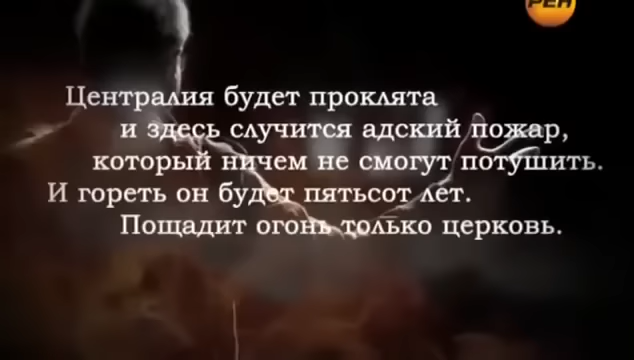 РЕН
Централия будет проклята
и здесь случится адский пожар,
который ничем не смогут потушить.
И гореть он будет пятьсот лет.
Пощадит огонь только церковь.